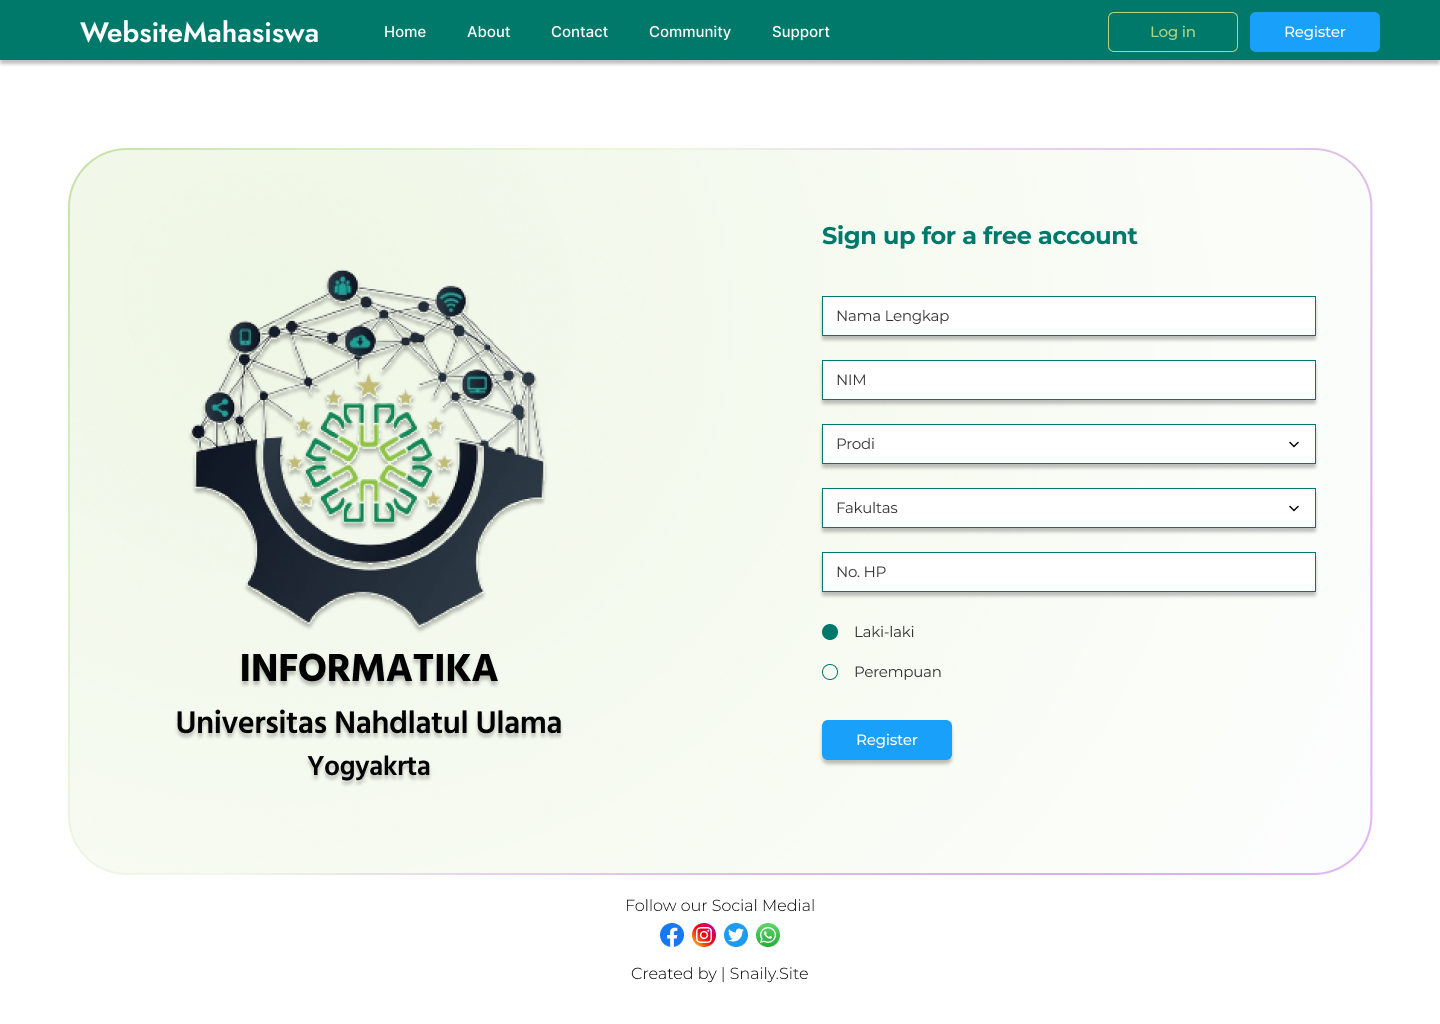 WebsiteMahasiswa Home About Contact Community Support Log in Register
INFORMATIKA
Universitas Nahdlatul Ulama
Yogyakrta
Sign up for a free account
Nama Lengkap
NIM
Prodi
Fakultas
No. HP
Laki-laki
Perempuan
Register
Follow our Social Medial
Created by | Snaily.Site